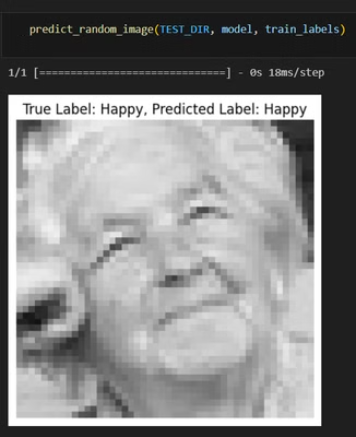 predict_random_image(TEST_DIR, model, train_labels)
1/1 [==============================] - 0s 18ms/step
True Label: Happy, Predicted Label: Happy